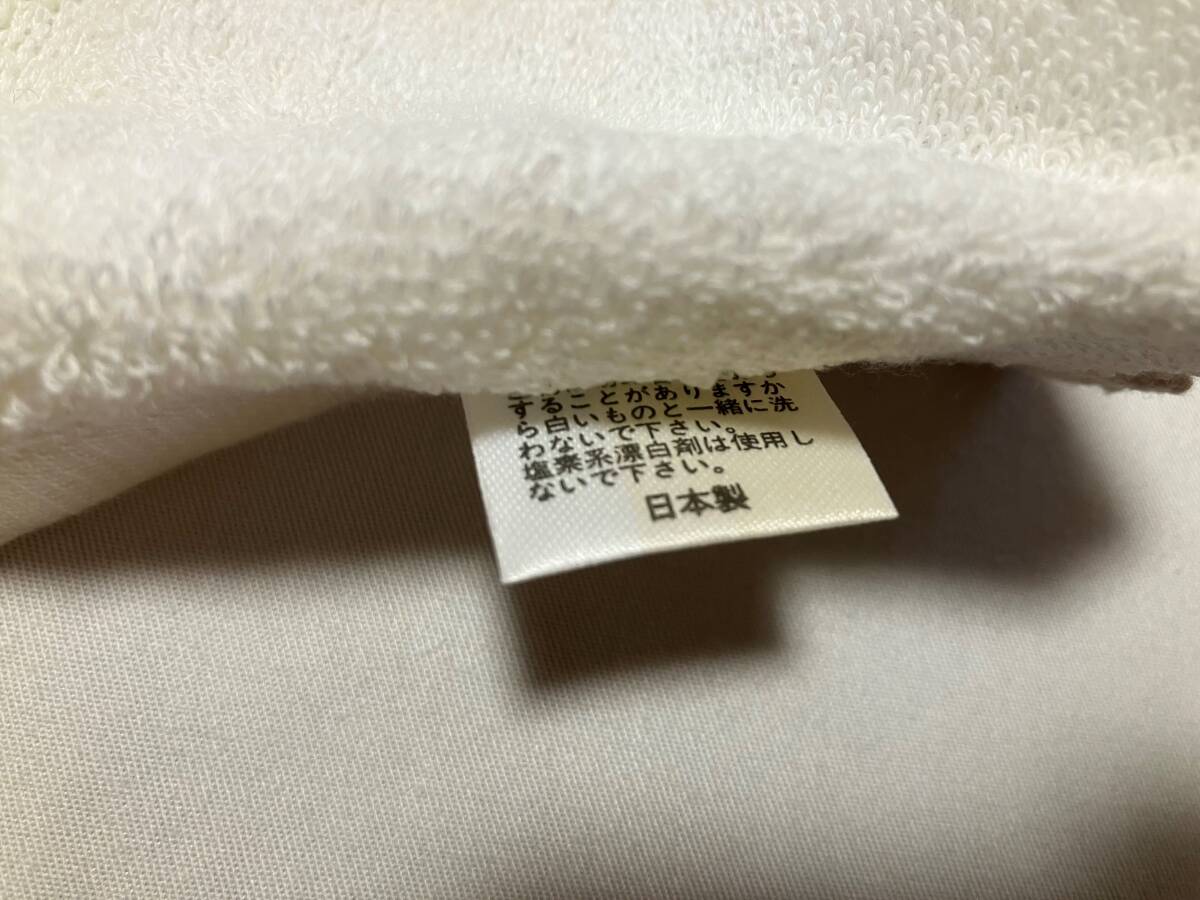 することがありますか
ら白いものと一緒に洗
わないで下さい。
塩素系漂白剤は使用し
ないで下さい。
日本製